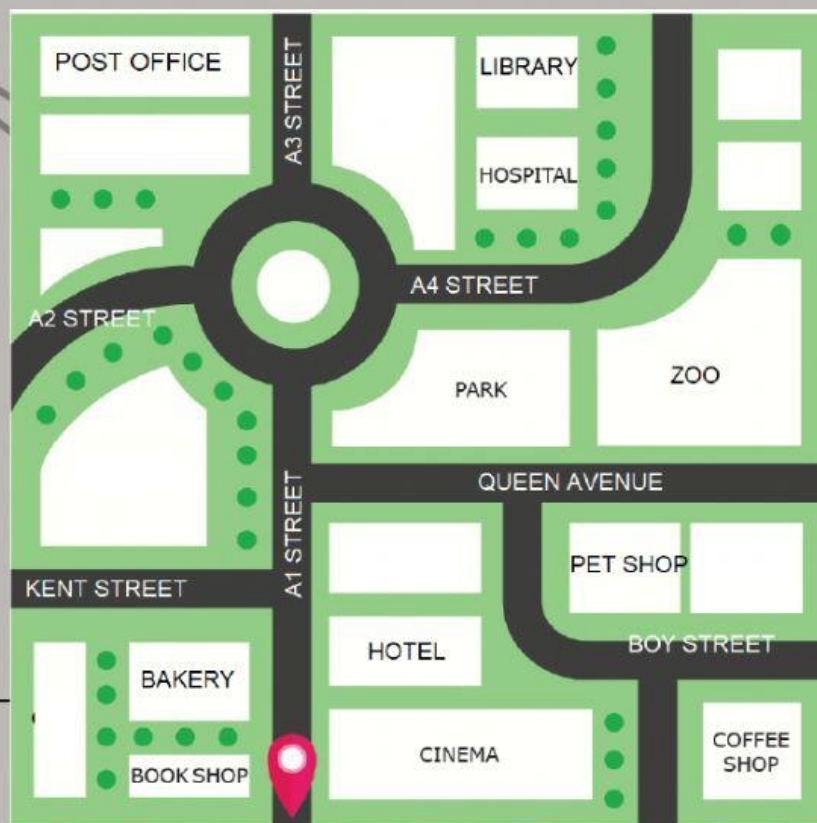 POST OFFICE
A3 STREET
LIBRARY
HOSPITAL
A4 STREET
A2 STREET
PARK
ZOO
QUEEN AVENUE
A1 STREET
KENT STREET
PET SHOP
BOY STREET
HOTEL
BAKERY
BOOK SHOP
CINEMA
COFFEE
SHOP